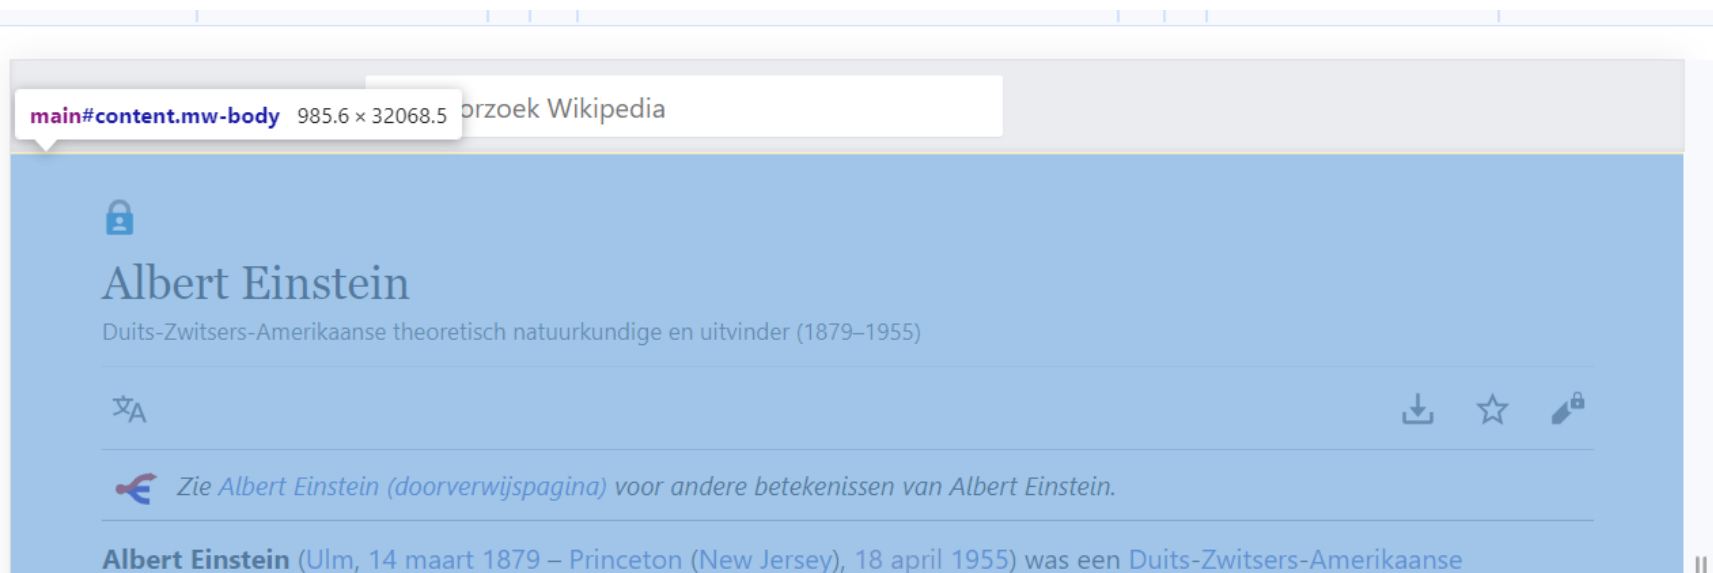 main#content.mw-body 985.6 × 32068.5
orzoek Wikipedia
Albert Einstein
Duits-Zwitsers-Amerikaanse theoretisch natuurkundige en uitvinder (1879–1955)
Zie Albert Einstein (doorverwijspagina) voor andere betekenissen van Albert Einstein.
Albert Einstein (Ulm, 14 maart 1879 – Princeton (New Jersey), 18 april 1955) was een Duits-Zwitsers-Amerikaanse